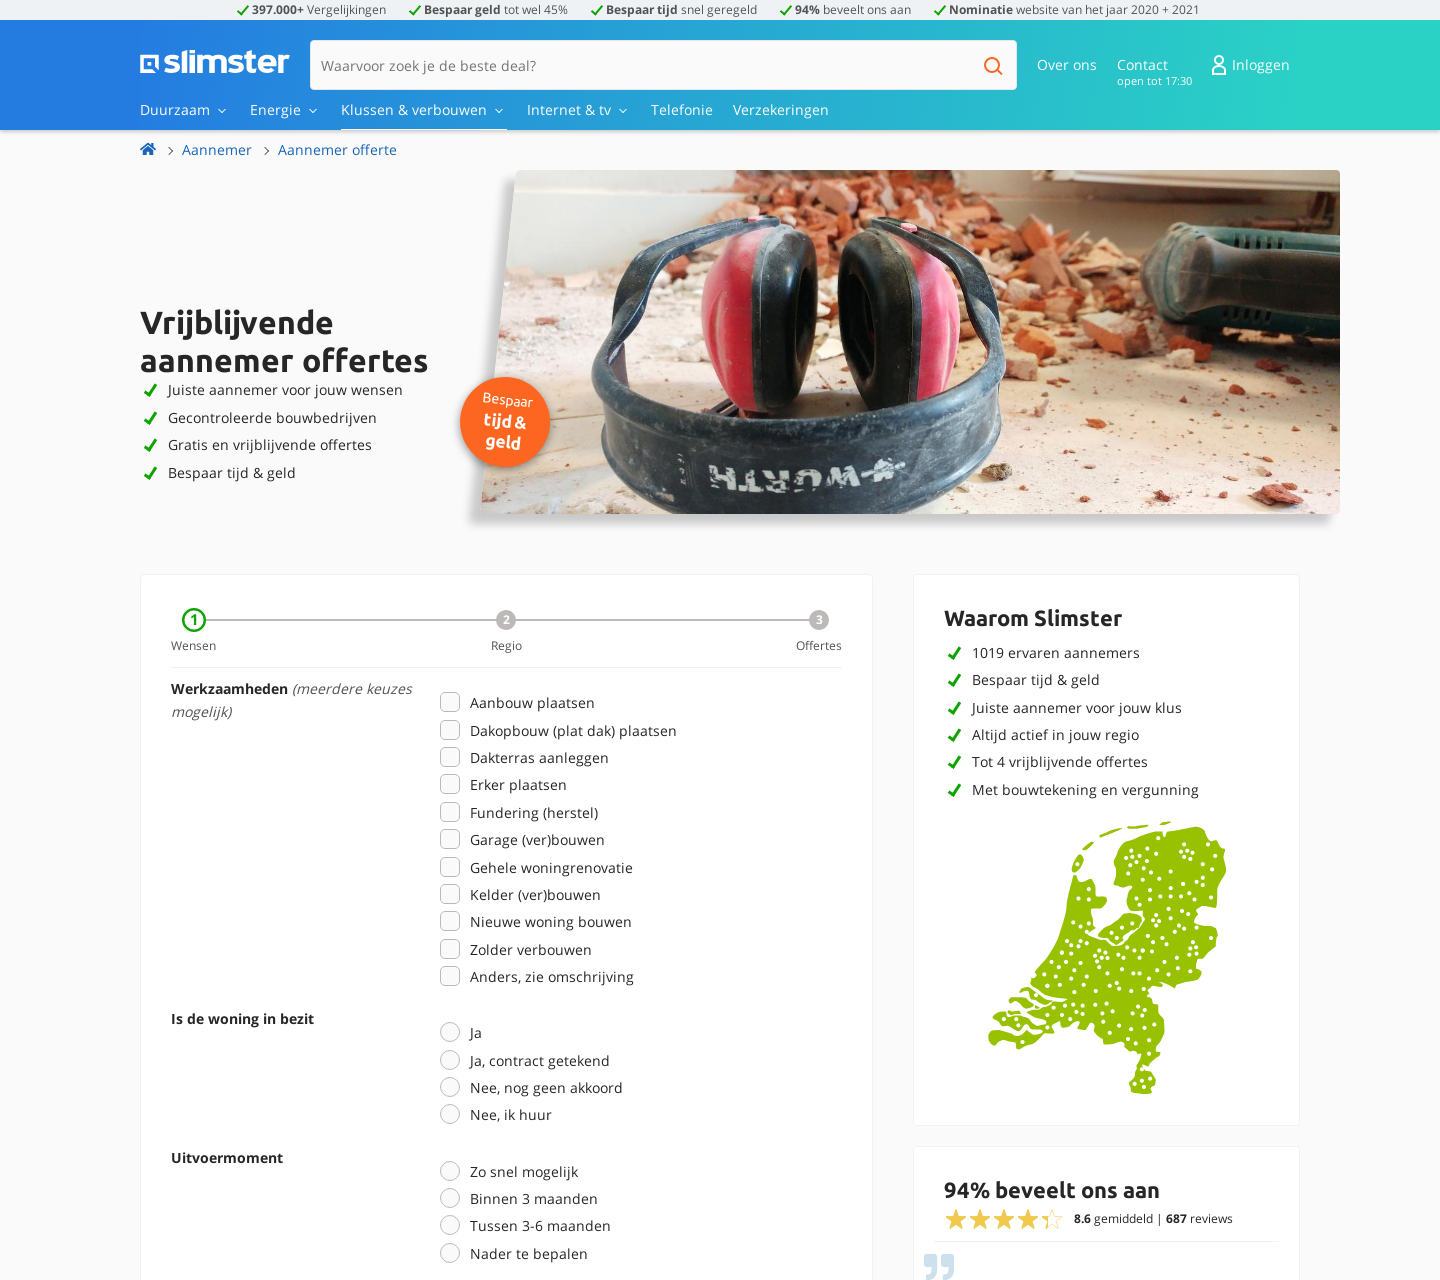 397.000+ Vergelijkingen
Bespaar geld tot wel 45%
Bespaar tijd snel geregeld
94% beveelt ons aan
Nominatie website van het jaar 2020 + 2021
slimster
Waarvoor zoek je de beste deal?
Over ons
Contact
open tot 17:30
Inloggen
Duurzaam
Energie
Klussen & verbouwen
Internet & tv
Telefonie
Verzekeringen
Aannemer
Aannemer offerte
Vrijblijvende
aannemer offertes
Juiste aannemer voor jouw wensen
Gecontroleerde bouwbedrijven
Gratis en vrijblijvende offertes
Bespaar tijd & geld
Bespaar
tijd &
geld
WURTH
1
2
3
Wensen
Regio
Offertes
Werkzaamheden (meerdere keuzes
mogelijk)
Aanbouw plaatsen
Dakopbouw (plat dak) plaatsen
Dakterras aanleggen
Erker plaatsen
Fundering (herstel)
Garage (ver)bouwen
Gehele woningrenovatie
Kelder (ver)bouwen
Nieuwe woning bouwen
Zolder verbouwen
Anders, zie omschrijving
Is de woning in bezit
Ja
Ja, contract getekend
Nee, nog geen akkoord
Nee, ik huur
Uitvoermoment
Zo snel mogelijk
Binnen 3 maanden
Tussen 3-6 maanden
Nader te bepalen
Waarom Slimster
1019 ervaren aannemers
Bespaar tijd & geld
Juiste aannemer voor jouw klus
Altijd actief in jouw regio
Tot 4 vrijblijvende offertes
Met bouwtekening en vergunning
94% beveelt ons aan
8.6 gemiddeld | 687 reviews